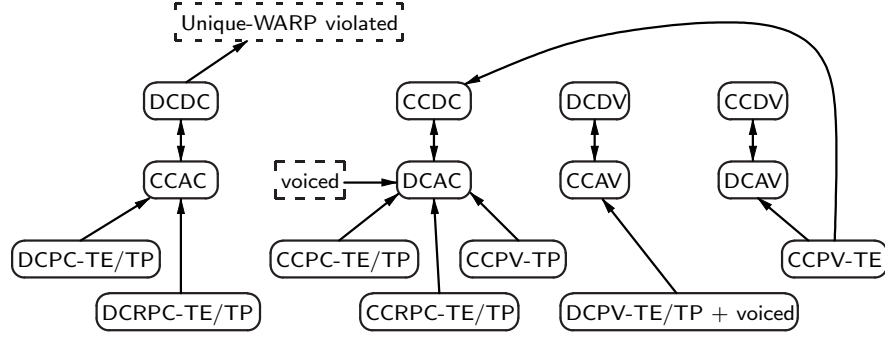 Unique-WARP violated
DCDC
CCDC
DCDV
CCDV
voiced
CCAC
DCAC
CCAV
DCAV
DCPC-TE/TP
CCPC-TE/TP
CCPV-TP
CCPV-TE
DCRPC-TE/TP
CCRPC-TE/TP
DCPV-TE/TP + voiced